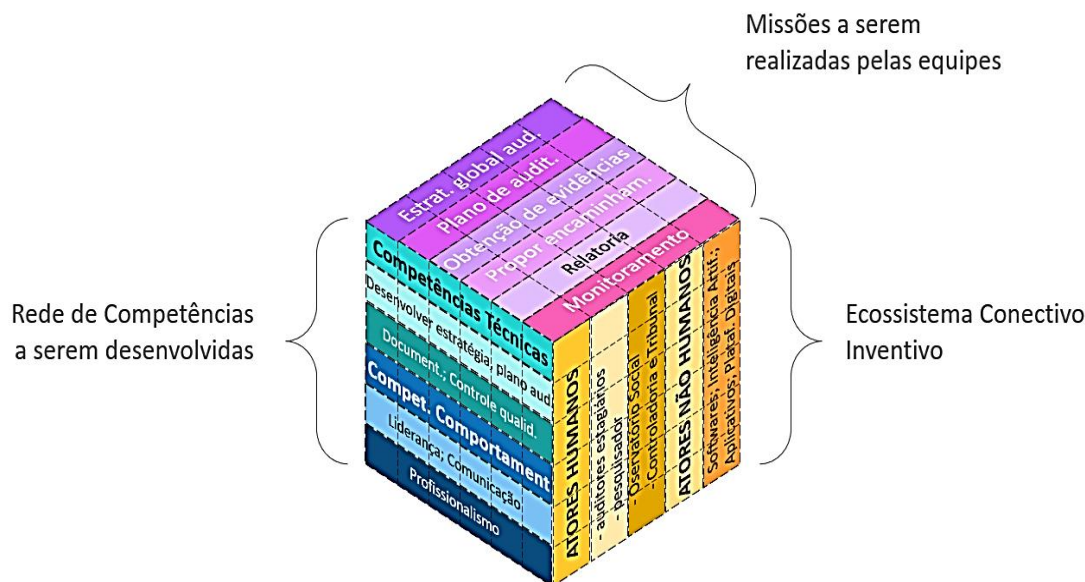 Missões a serem
realizadas pelas equipes
Estrat. global aud.
Plano de audit.
Obtenção de evidências
Propor encaminham.
Relatoria
Monitoramento
Rede de Competências
a serem desenvolvidas
Competências Técnicas
Desenvolver estratégia, plano aud
Document.; Controle qualid.
Compet. Comportament
Liderança; Comunicação
Profissionalismo
ATORES HUMANOS
- auditores estagiários
- pesquisador
- Oservatório Social
- Controladoria e Tribunal
ATORES NÃO HUMANOS
Softwares; Inteligência Artif.;
Aplicativos; Plataf. Digitais
Ecossistema Conectivo
Inventivo